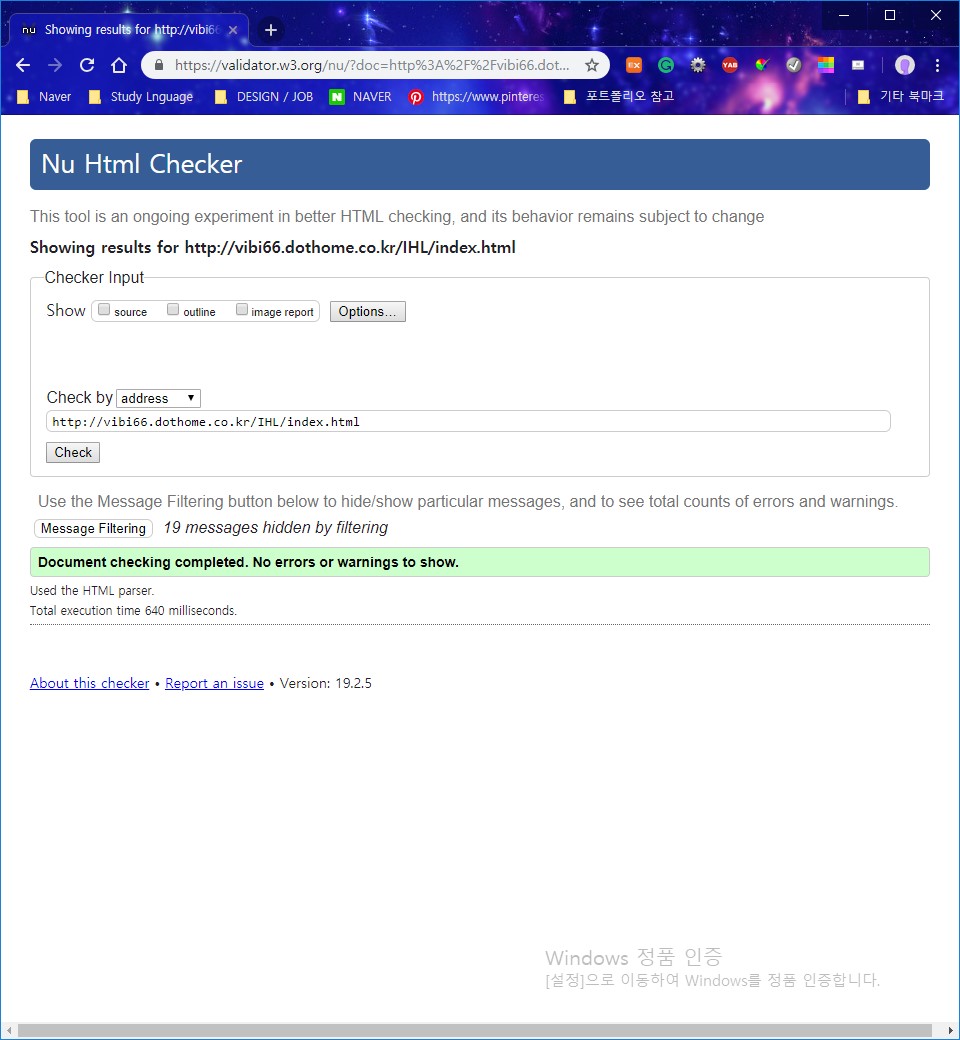 nu Showing results for http://vibi66
https://validator.w3.org/nu/?doc=http%3A%2F%2Fvibi66.dot...
EX G YAB
Naver Study Lnguage DESIGN / JOB N NAVER https://www.pinteres 포트폴리오 참고 기타 북마크
Nu Html Checker
This tool is an ongoing experiment in better HTML checking, and its behavior remains subject to change
Showing results for http://vibi66.dothome.co.kr/IHL/index.html
Checker Input
Show source outline image report Options...
Check by address
http://vibi66.dothome.co.kr/IHL/index.html
Check
Use the Message Filtering button below to hide/show particular messages, and to see total counts of errors and warnings.
Message Filtering 19 messages hidden by filtering
Document checking completed. No errors or warnings to show.
Used the HTML parser.
Total execution time 640 milliseconds.
About this checker • Report an issue • Version: 19.2.5
Windows 정품 인증
[설정]으로 이동하여 Windows를 정품 인증합니다.